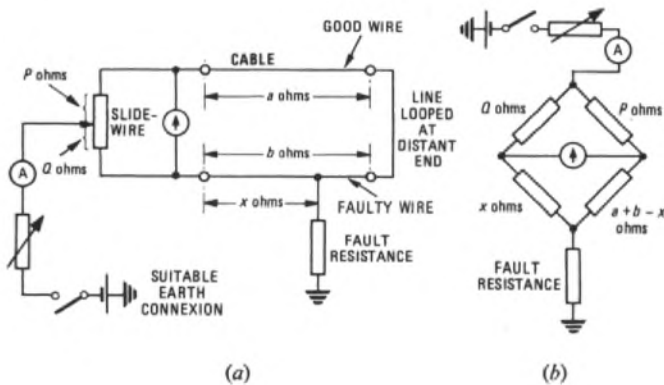 GOOD WIRE
P ohms
CABLE
SLIDE-
WIRE
a ohms
LINE
LOOPED
AT
DISTANT
END
A
Q ohms
b ohms
x ohms
FAULTY WIRE
FAULT
RESISTANCE
SUITABLE
EARTH
CONNEXION
(a)
(b)
A
Q ohms
P ohms
x ohms
a + b – x
ohms
FAULT
RESISTANCE
(b)